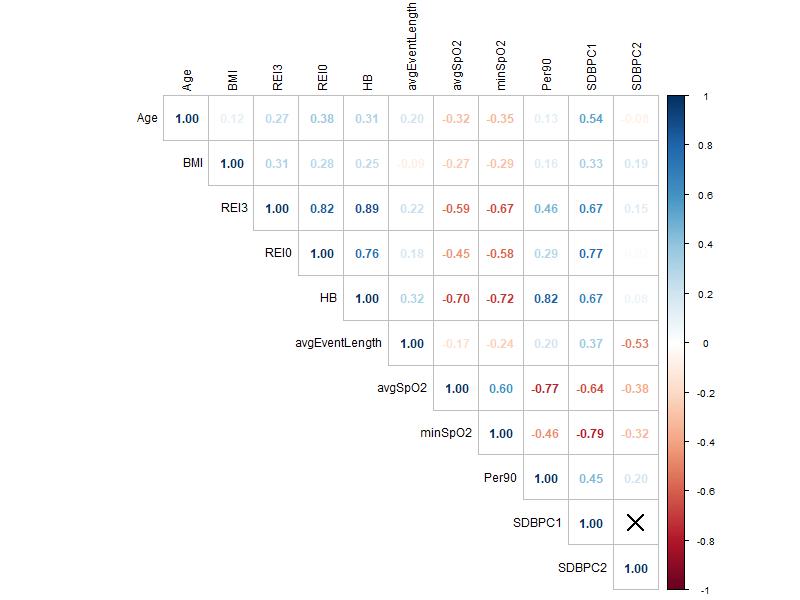 Age BMI REI3 REI0 HB avgEventLength avgSpO2 minSpO2 Per90 SDBPC1 SDBPC2
Age 1.00 0.12 0.27 0.38 0.31 0.20 -0.32 -0.35 0.13 0.54 -0.08
BMI 1.00 0.31 0.28 0.25 -0.09 -0.27 -0.29 0.16 0.33 0.19
REI3 1.00 0.82 0.89 0.22 -0.59 -0.67 0.46 0.67 0.15
REI0 1.00 0.76 0.18 -0.45 -0.58 0.29 0.77
HB 1.00 0.32 -0.70 -0.72 0.82 0.67 0.08
avgEventLength 1.00 -0.17 -0.24 0.20 0.37 -0.53
avgSpO2 1.00 0.60 -0.77 -0.64 -0.38
minSpO2 1.00 -0.46 -0.79 -0.32
Per90 1.00 0.45 0.20
SDBPC1 1.00
SDBPC2 1.00
1
0.8
0.6
0.4
0.2
0
-0.2
-0.4
-0.6
-0.8
-1